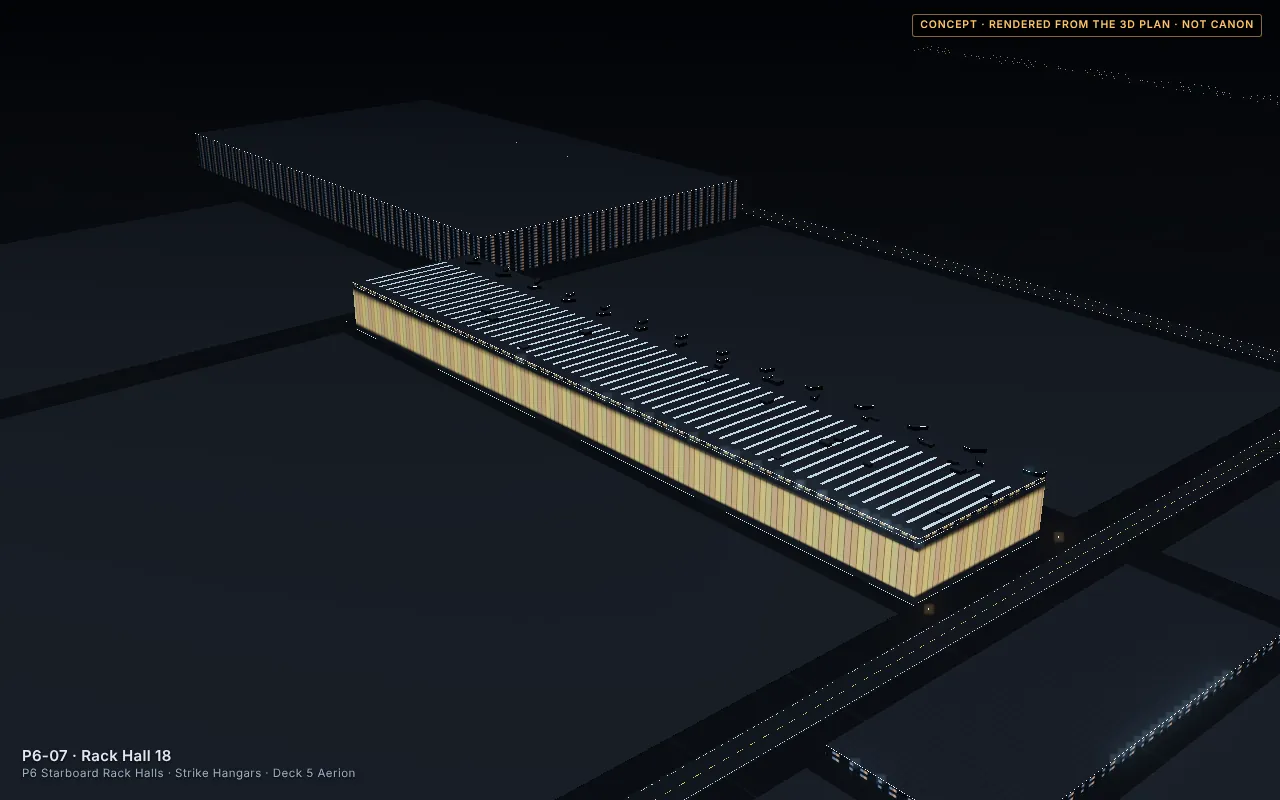 CONCEPT · RENDERED FROM THE 3D PLAN · NOT CANON
P6-07 · Rack Hall 18
P6 Starboard Rack Halls · Strike Hangars · Deck 5 Aerion